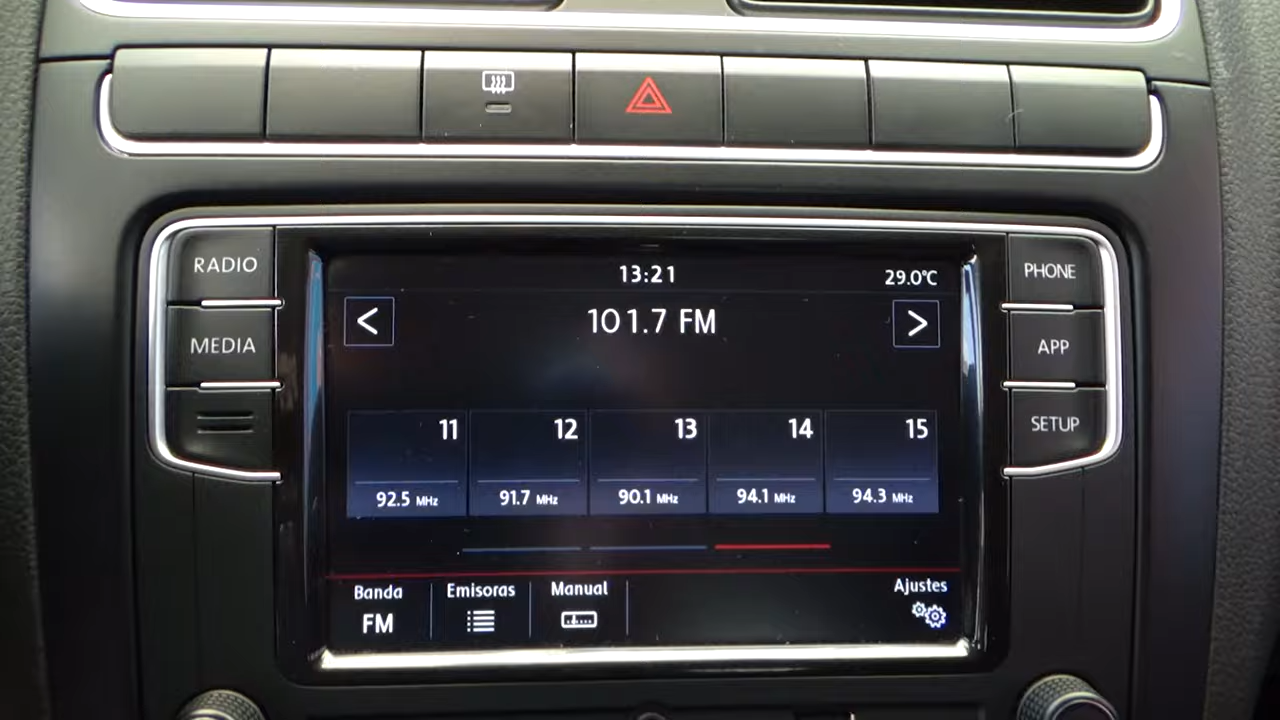 RADIO
MEDIA
PHONE
APP
SETUP
13:21
29.0°C
<
101.7 FM
>
11
12
13
14
15
92.5 MHz
91.7 MHz
90.1 MHz
94.1 MHz
94.3 MHz
Banda
Emisoras
Manual
Ajustes
FM